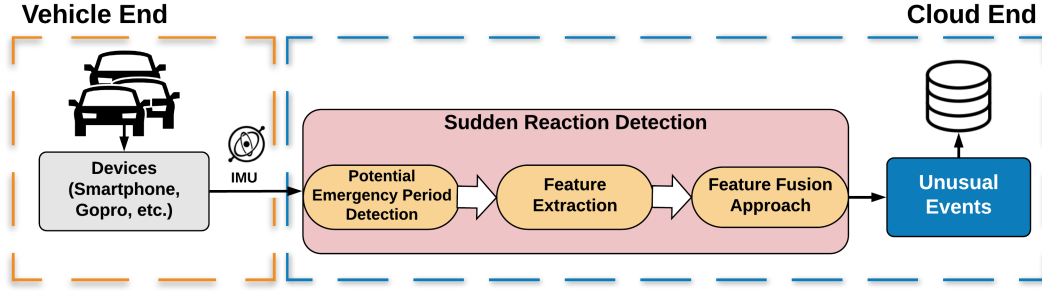 Vehicle End
Cloud End
Devices
(Smartphone,
Gopro, etc.)
IMU
Sudden Reaction Detection
Potential
Emergency Period
Detection
Feature
Extraction
Feature Fusion
Approach
Unusual
Events